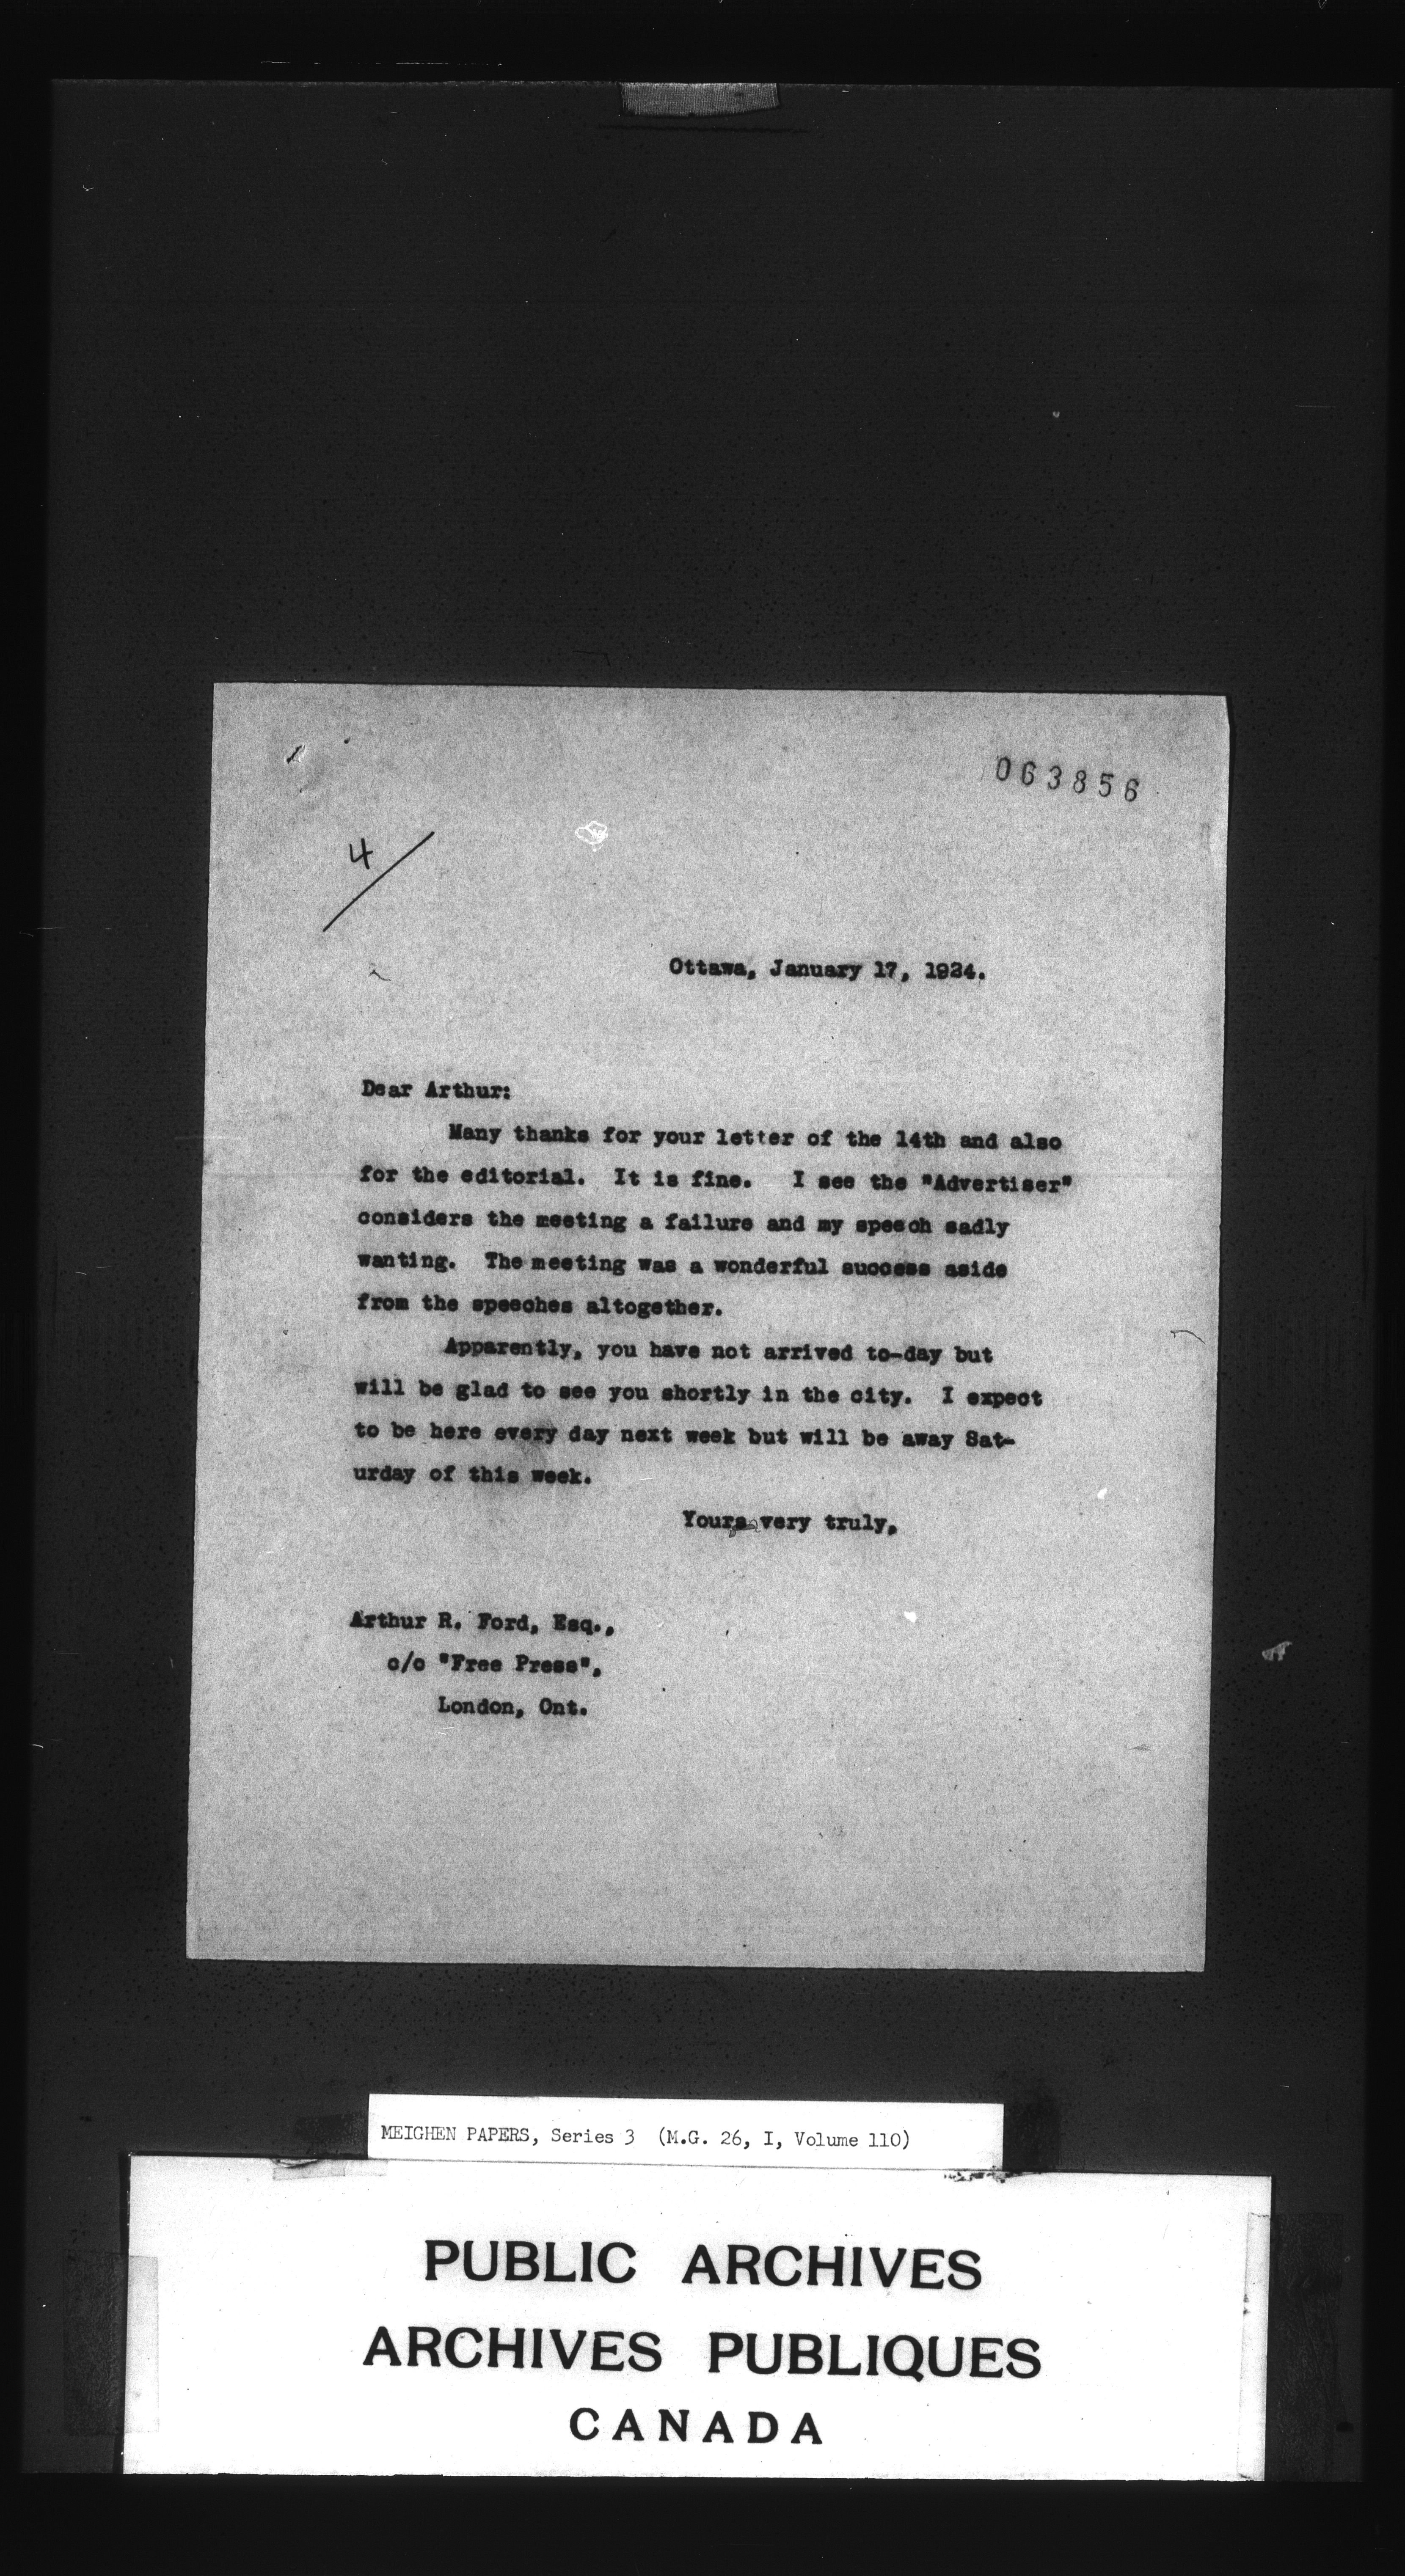 063856
4
Ottawa, January 17, 1924.
Dear Arthur:
Many thanks for your letter of the 14th and also
for the editorial. It is fine. I see the "Advertiser"
considers the meeting a failure and my speech sadly
wanting. The meeting was a wonderful success aside
from the speeches altogether.
Apparently, you have not arrived to-day but
will be glad to see you shortly in the city. I expect
to be here every day next week but will be away Sat-
urday of this week.
Yours very truly,
Arthur R. Ford, Esq.,
c/o "Free Press",
London, Ont.
MEIGHEN PAPERS, Series 3 (M.G. 26, I, Volume 110)
PUBLIC ARCHIVES
ARCHIVES PUBLIQUES
CANADA